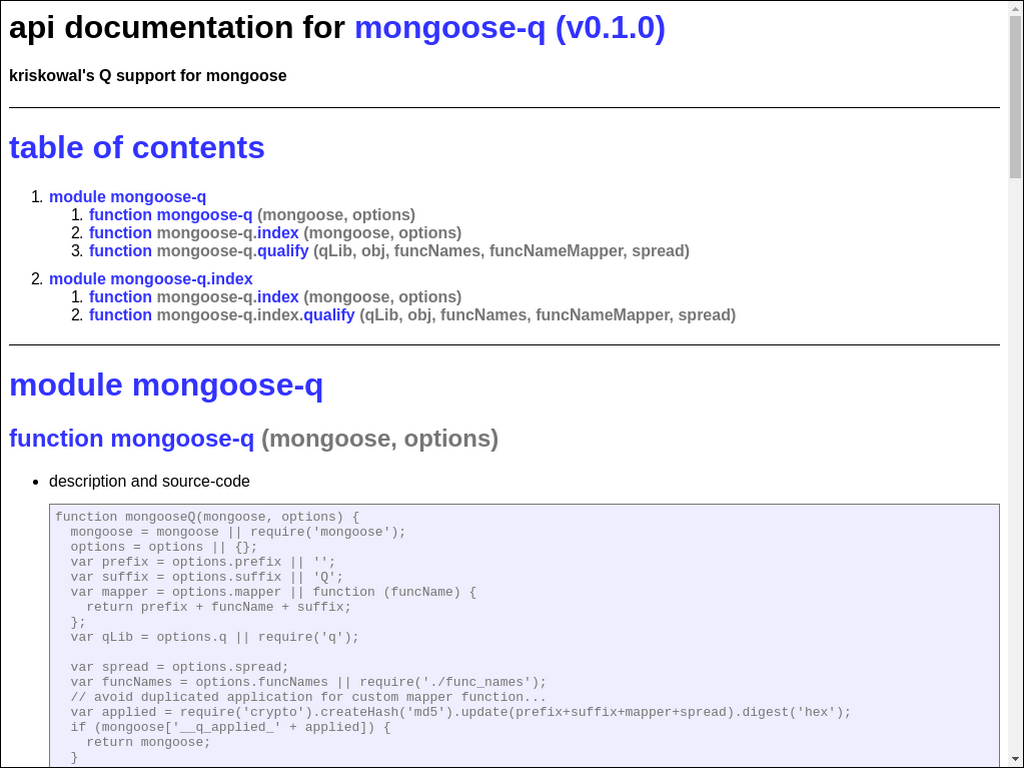 api documentation for mongoose-q (v0.1.0)
kriskowal's Q support for mongoose
table of contents
1. module mongoose-q
1. function mongoose-q (mongoose, options)
2. function mongoose-q.index (mongoose, options)
3. function mongoose-q.qualify (qLib, obj, funcNames, funcNameMapper, spread)
2. module mongoose-q.index
1. function mongoose-q.index (mongoose, options)
2. function mongoose-q.index.qualify (qLib, obj, funcNames, funcNameMapper, spread)
module mongoose-q
function mongoose-q (mongoose, options)
• description and source-code
function mongooseQ(mongoose, options) {
  mongoose = mongoose || require('mongoose');
  options = options || {};
  var prefix = options.prefix || '';
  var suffix = options.suffix || 'Q';
  var mapper = options.mapper || function (funcName) {
    return prefix + funcName + suffix;
  };
  var qLib = options.q || require('q');

  var spread = options.spread;
  var funcNames = options.funcNames || require('./func_names');
  // avoid duplicated application for custom mapper function...
  var applied = require('crypto').createHash('md5').update(prefix+suffix+mapper+spread).digest('hex');
  if (mongoose['__q_applied_' + applied]) {
    return mongoose;
  }